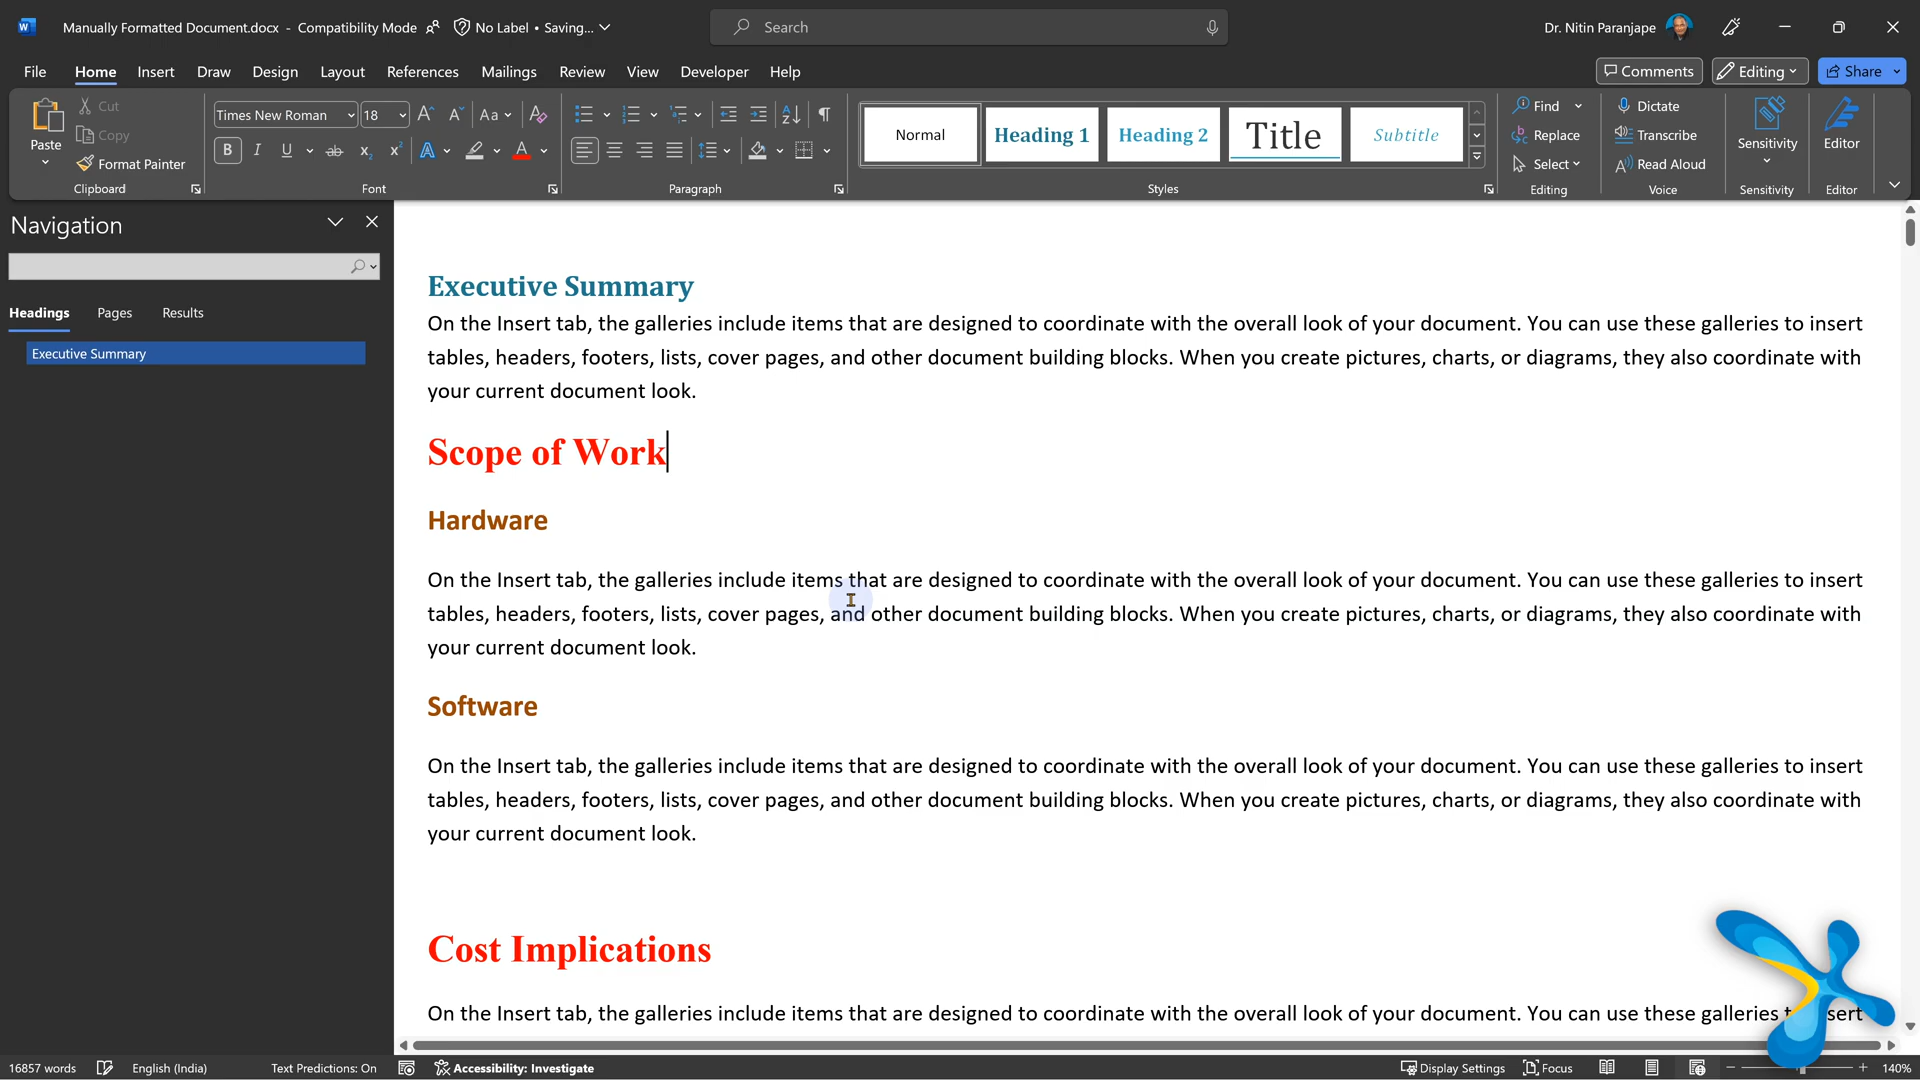 Manually Formatted Document.docx - Compatibility Mode No Label • Saving... Search Dr. Nitin Paranjape
File Home Insert Draw Design Layout References Mailings Review View Developer Help Comments Editing Share
Paste Cut Copy Format Painter Clipboard
Times New Roman 18 A A Aa A
B I U ab x₂ x² A A Font
Paragraph
Normal Heading 1 Heading 2 Title Subtitle Styles
Find Replace Select Editing
Dictate Transcribe Read Aloud Voice
Sensitivity Sensitivity
Editor Editor
Navigation
Headings Pages Results
Executive Summary
Executive Summary
On the Insert tab, the galleries include items that are designed to coordinate with the overall look of your document. You can use these galleries to insert
tables, headers, footers, lists, cover pages, and other document building blocks. When you create pictures, charts, or diagrams, they also coordinate with
your current document look.
Scope of Work
Hardware
On the Insert tab, the galleries include items that are designed to coordinate with the overall look of your document. You can use these galleries to insert
tables, headers, footers, lists, cover pages, and other document building blocks. When you create pictures, charts, or diagrams, they also coordinate with
your current document look.
Software
On the Insert tab, the galleries include items that are designed to coordinate with the overall look of your document. You can use these galleries to insert
tables, headers, footers, lists, cover pages, and other document building blocks. When you create pictures, charts, or diagrams, they also coordinate with
your current document look.
Cost Implications
On the Insert tab, the galleries include items that are designed to coordinate with the overall look of your document. You can use these galleries
16857 words English (India) Text Predictions: On Accessibility: Investigate Display Settings Focus 140%